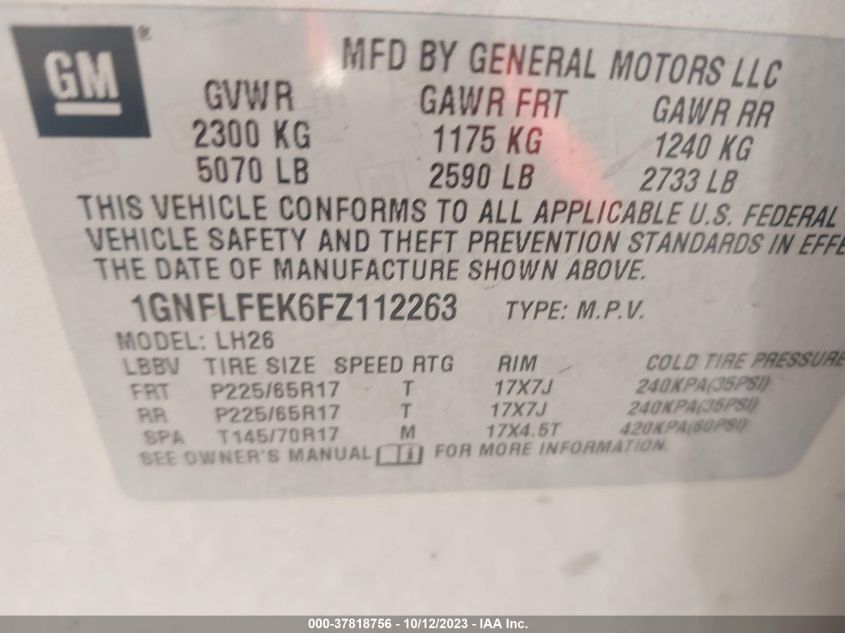 GM®
MFD BY GENERAL MOTORS LLC
GVWR GAWR FRT GAWR RR
2300 KG 1175 KG 1240 KG
5070 LB 2590 LB 2733 LB
THIS VEHICLE CONFORMS TO ALL APPLICABLE U.S. FEDERAL
VEHICLE SAFETY AND THEFT PREVENTION STANDARDS IN EFFE
THE DATE OF MANUFACTURE SHOWN ABOVE.
1GNFLFEK6FZ112263 TYPE: M.P.V.
MODEL: LH26
LBBV TIRE SIZE SPEED RTG RIM COLD TIRE PRESSURE
FRT P225/65R17 T 17X7J 240KPA(35PSI)
RR P225/65R17 T 17X7J 240KPA(35PSI)
SPA T145/70R17 M 17X4.5T 420KPA(60PSI)
SEE OWNER'S MANUAL FOR MORE INFORMATION.
000-37818756 - 10/12/2023 - IAA Inc.